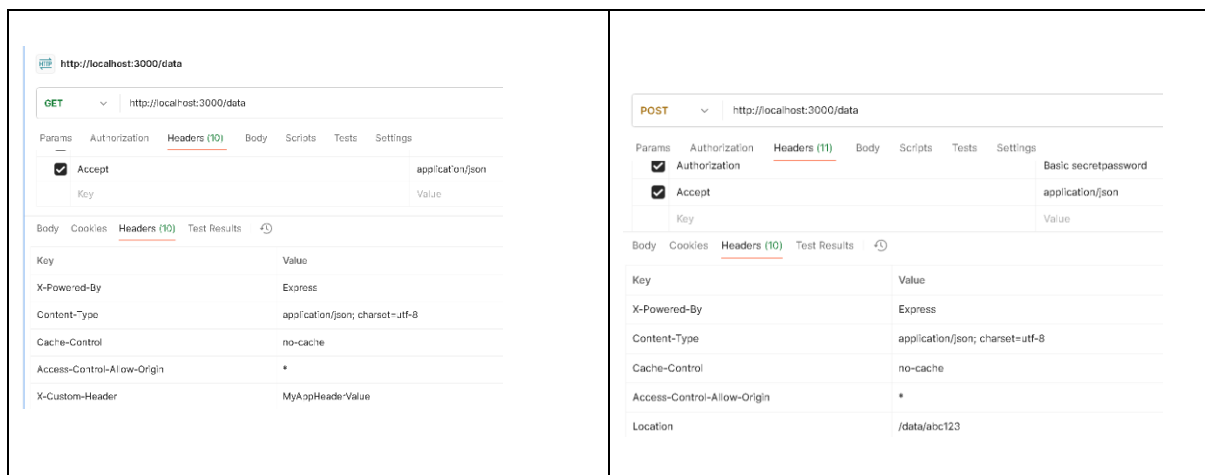 HTTP http://localhost:3000/data
GET http://localhost:3000/data
Params Authorization Headers (10) Body Scripts Tests Settings
Accept application/json
Key Value
Body Cookies Headers (10) Test Results
Key Value
X-Powered-By Express
Content-Type application/json; charset=utf-8
Cache-Control no-cache
Access-Control-Allow-Origin *
X-Custom-Header MyAppHeaderValue
POST http://localhost:3000/data
Params Authorization Headers (11) Body Scripts Tests Settings
Authorization Basic secretpassword
Accept application/json
Key Value
Body Cookies Headers (10) Test Results
Key Value
X-Powered-By Express
Content-Type application/json; charset=utf-8
Cache-Control no-cache
Access-Control-Allow-Origin *
Location /data/abc123